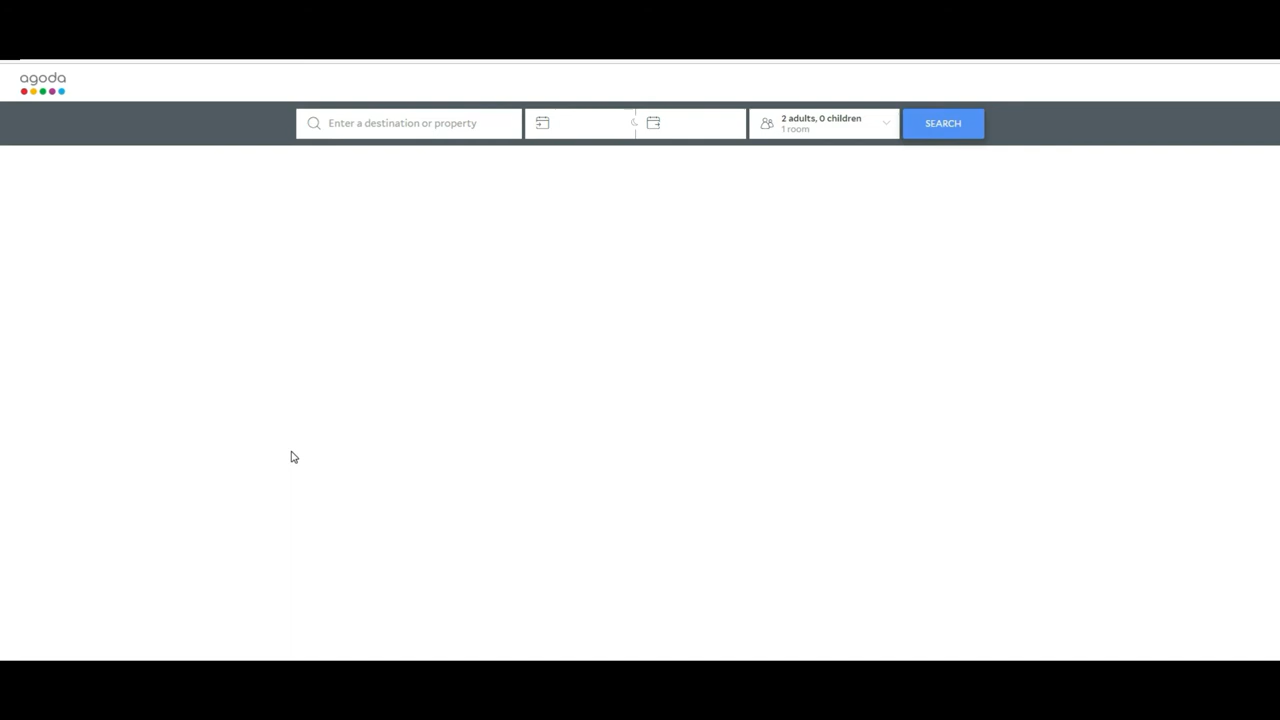 agoda
Enter a destination or property
2 adults, 0 children
1 room
SEARCH